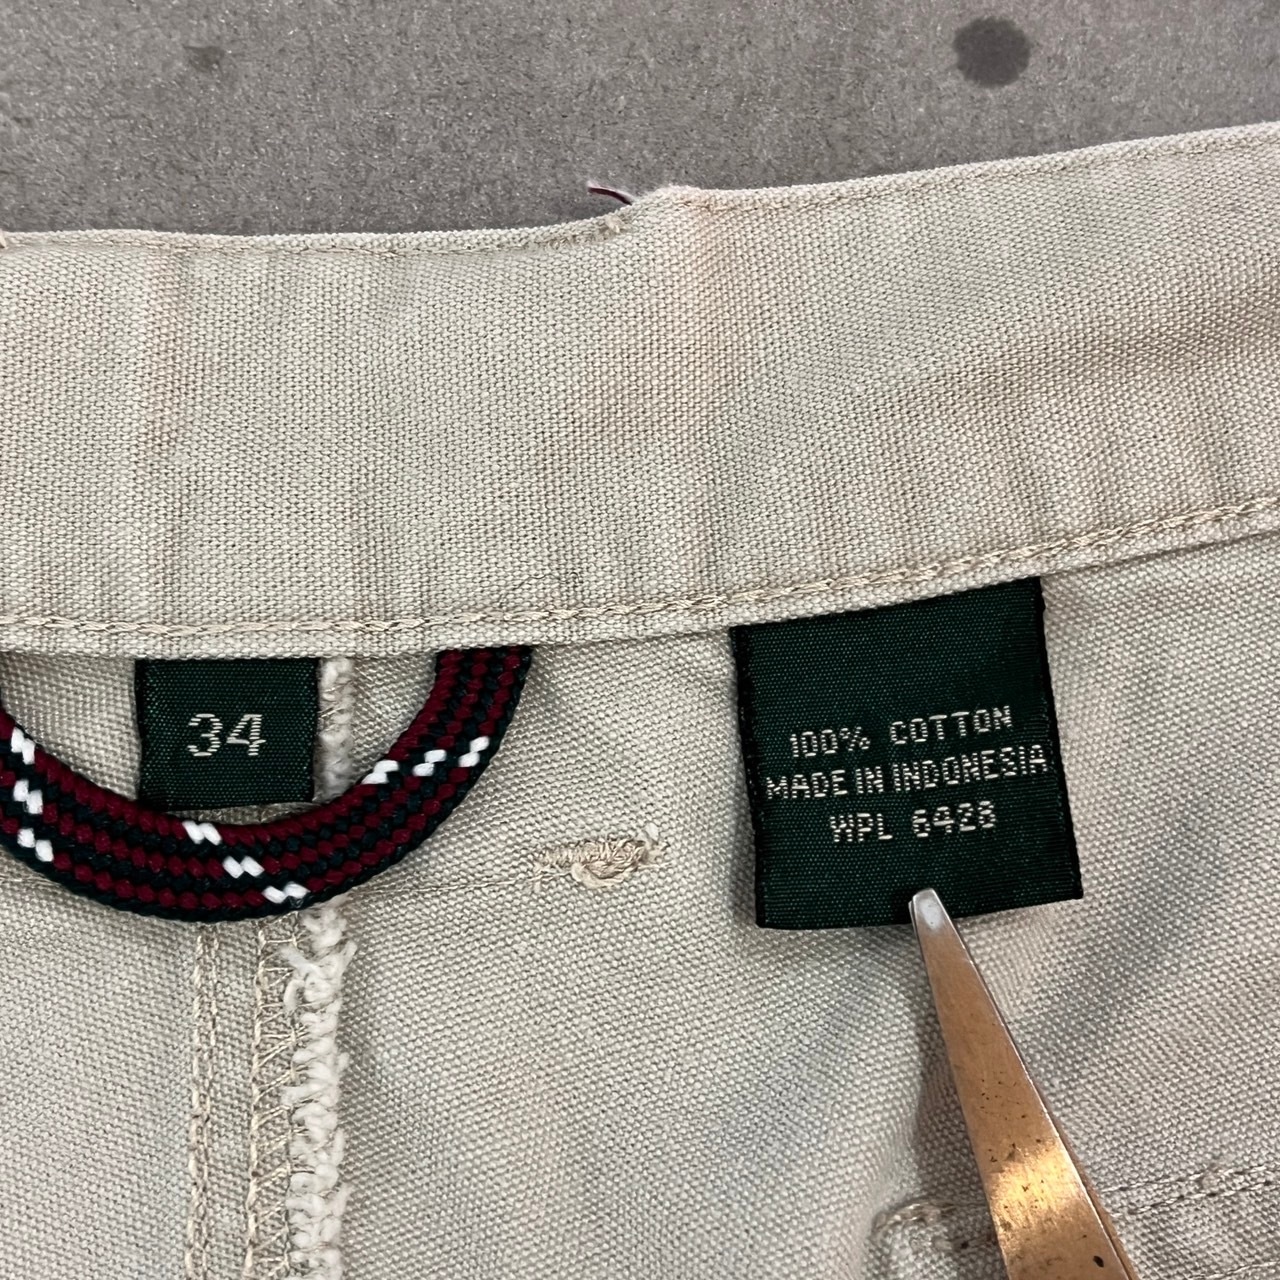 34
100% COTTON
MADE IN INDONESIA
WPL 6428